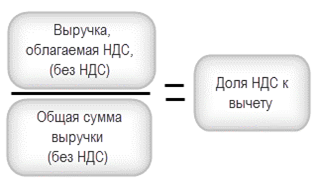 Выручка,
облагаемая НДС,
(без НДС)
Общая сумма
выручки
(без НДС)
=
Доля НДС к
вычету